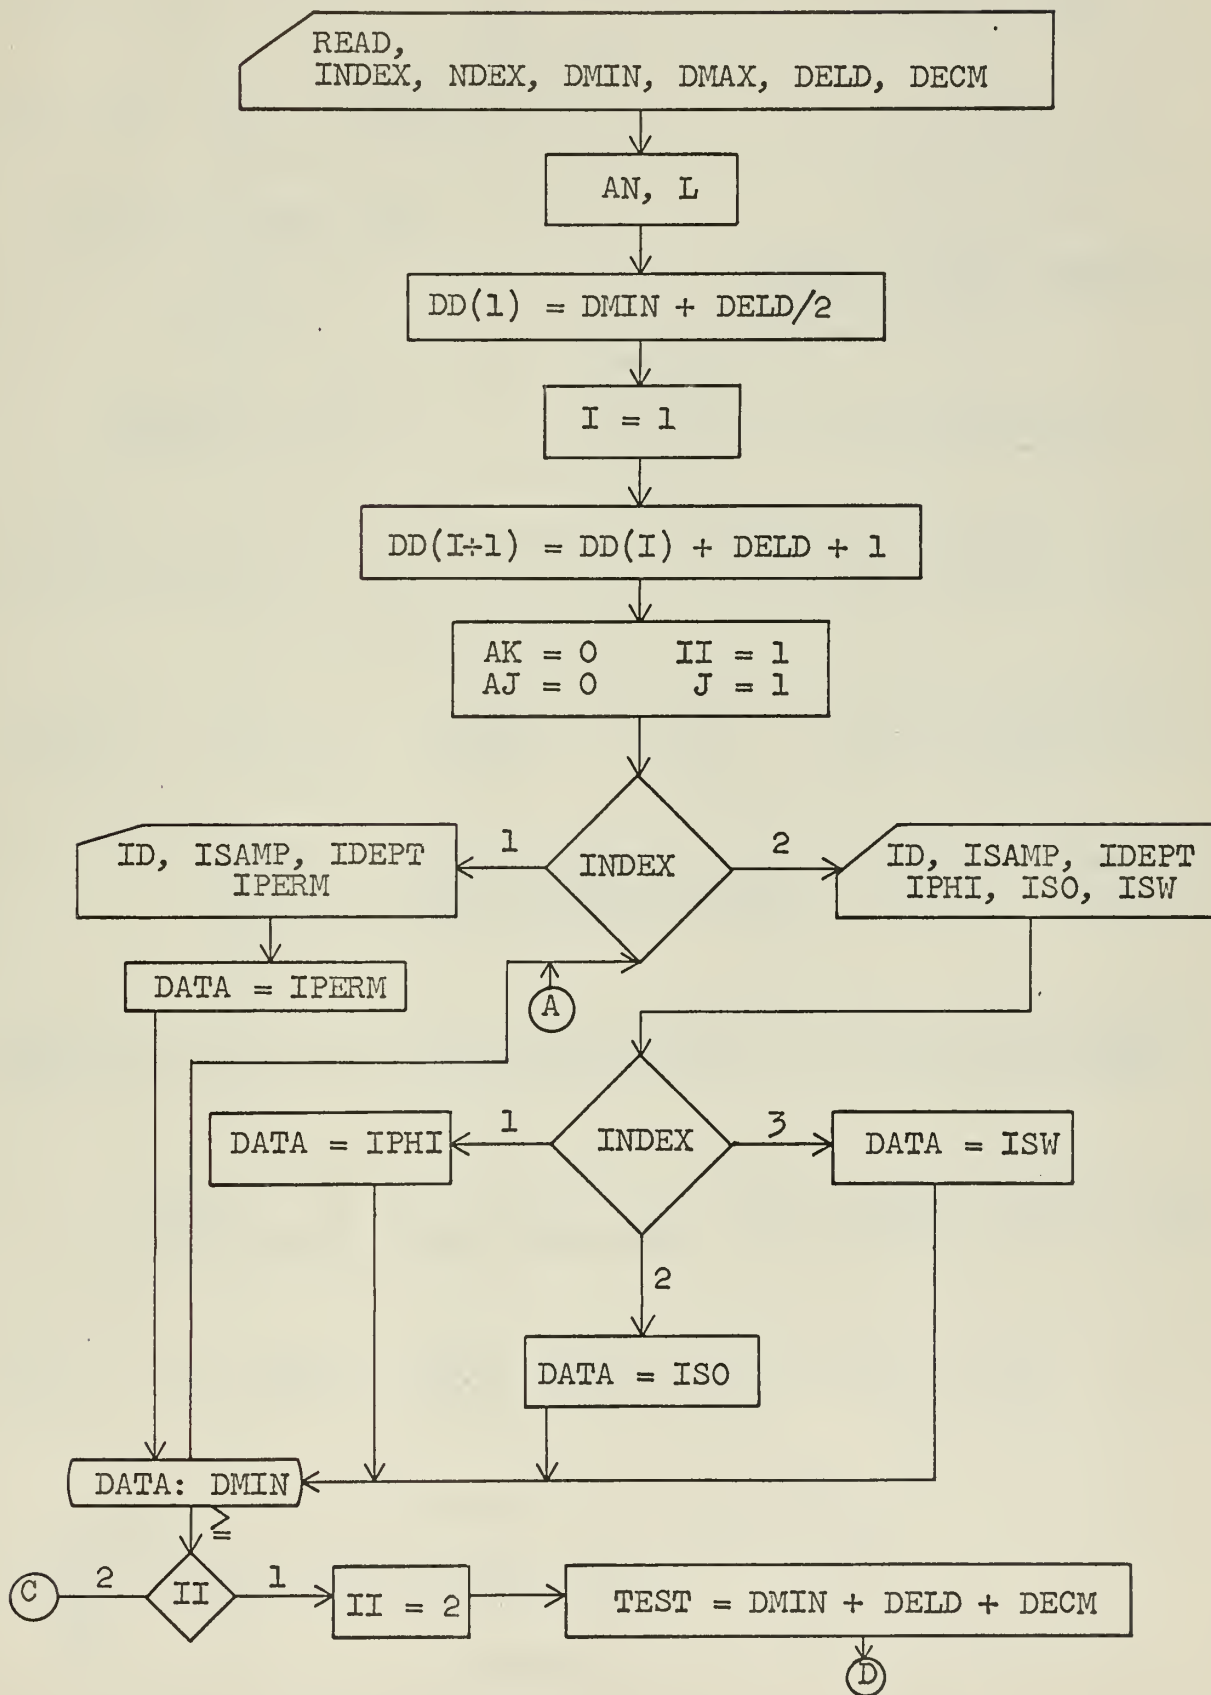 READ,
INDEX, NDEX, DMIN, DMAX, DELD, DECM
AN, L
DD(1) = DMIN + DELD/2
I = 1
DD(I+1) = DD(I) + DELD + 1
AK = 0 II = 1
AJ = 0 J = 1
ID, ISAMP, IDEPT
IPERM
1
INDEX
2
ID, ISAMP, IDEPT
IPHI, ISO, ISW
DATA = IPERM
A
DATA = IPHI
1
INDEX
3
DATA = ISW
2
DATA = ISO
DATA: DMIN
≥
C
2
II
1
II = 2
TEST = DMIN + DELD + DECM
D